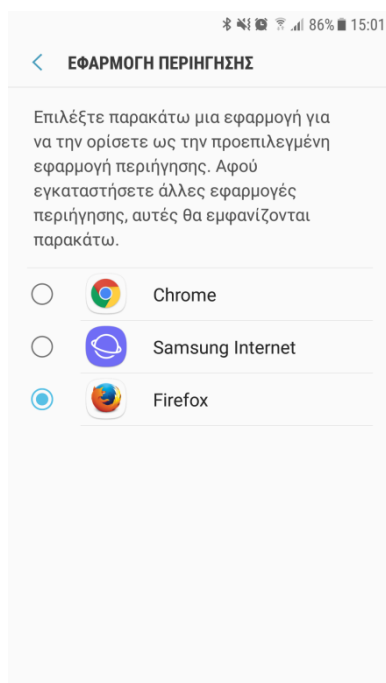 86% 15:01
ΕΦΑΡΜΟΓΗ ΠΕΡΙΗΓΗΣΗΣ
Επιλέξτε παρακάτω μια εφαρμογή για
να την ορίσετε ως την προεπιλεγμένη
εφαρμογή περιήγησης. Αφού
εγκαταστήσετε άλλες εφαρμογές
περιήγησης, αυτές θα εμφανίζονται
παρακάτω.
Chrome
Samsung Internet
Firefox